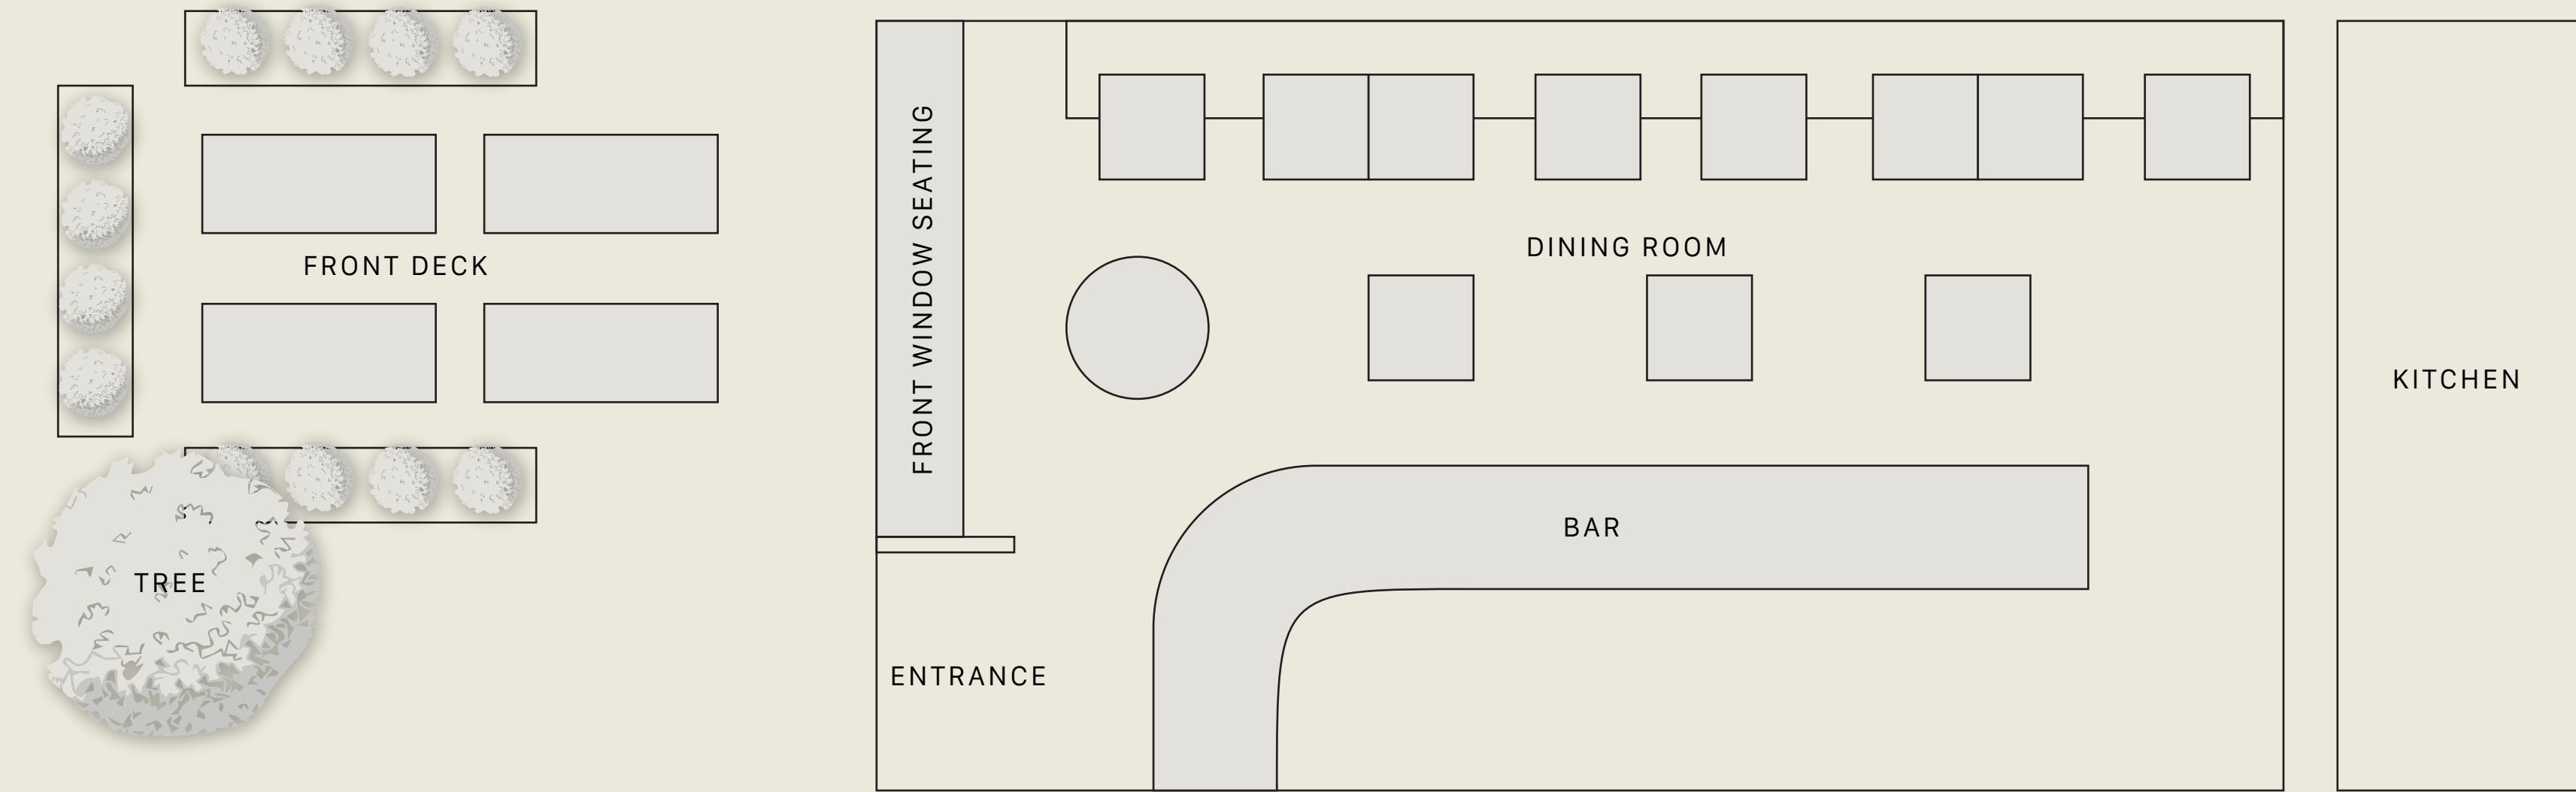 FRONT DECK
TREE
FRONT WINDOW SEATING
ENTRANCE
DINING ROOM
BAR
KITCHEN